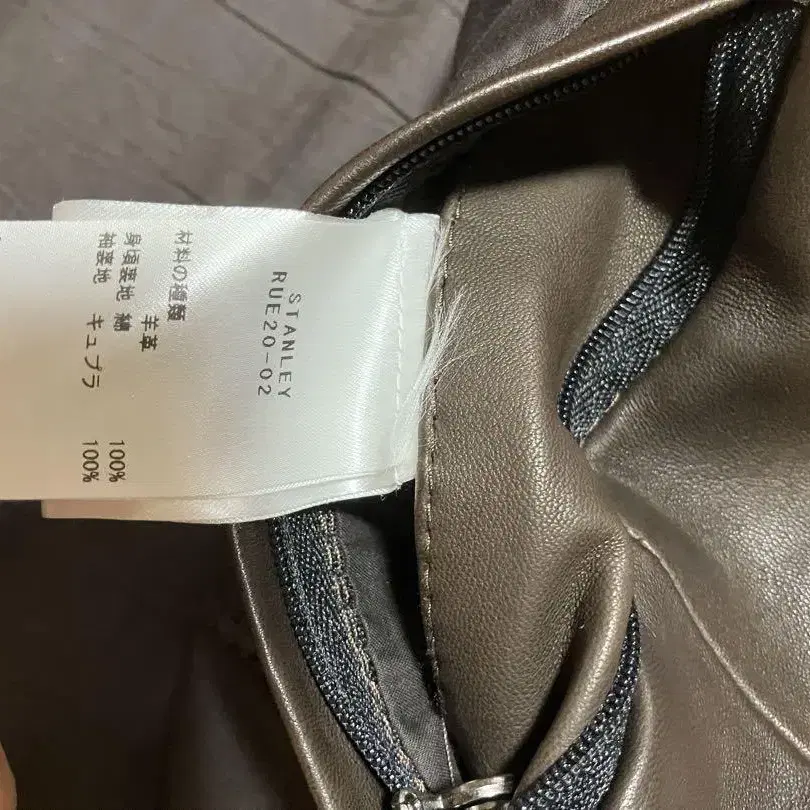 STANLEY
RUE20-02
材料の種類
羊革
身頃裏地 綿 100%
袖裏地 キュプラ 100%